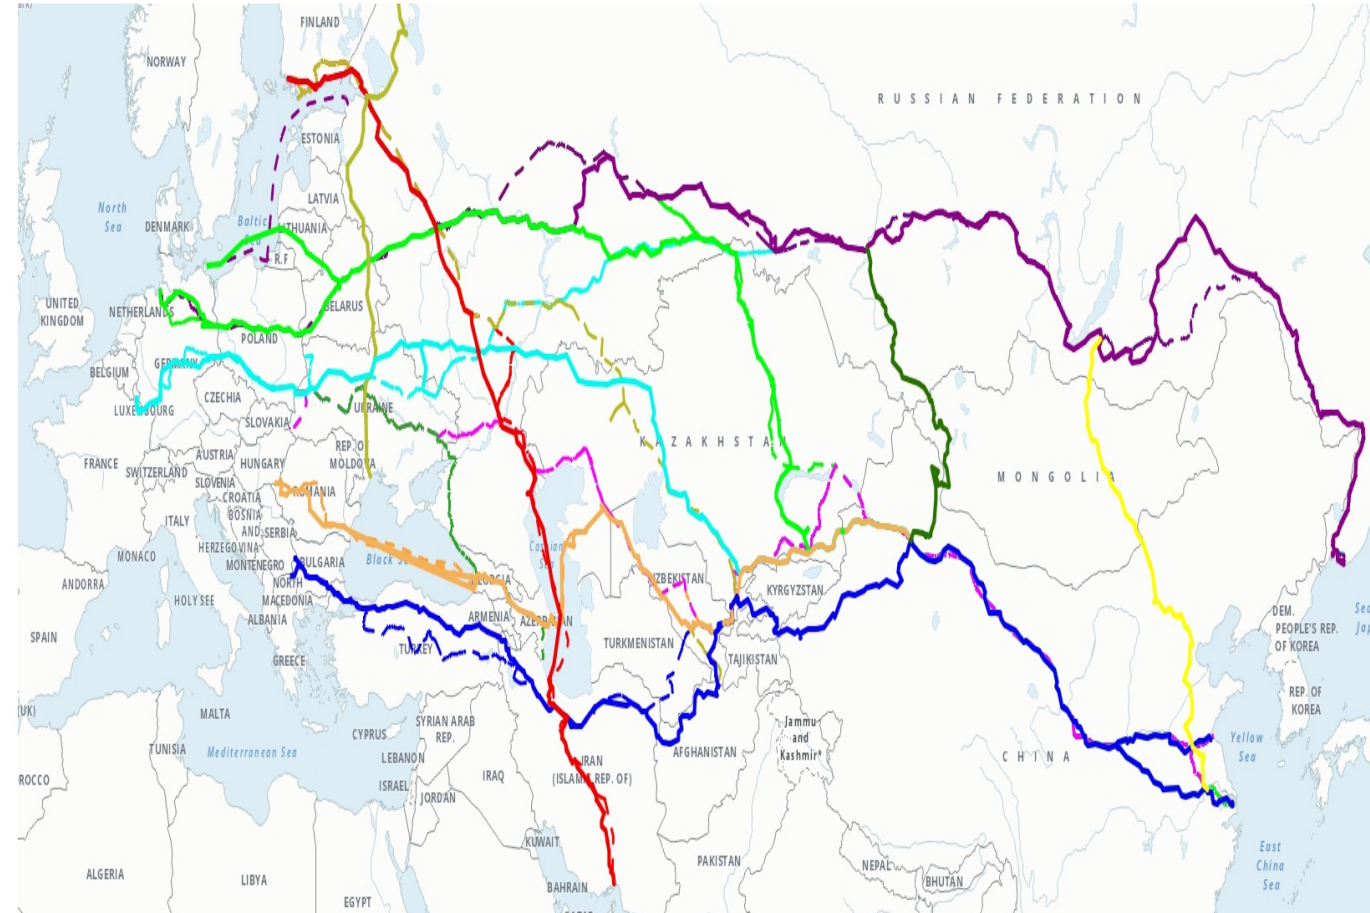 FINLAND
NORWAY
RUSSIAN FEDERATION
ESTONIA
North
Sea
LATVIA
DENMARK
Baltic
LITHUANIA
R.F
UNITED
KINGDOM
NETHERLANDS
BELARUS
POLAND
BELGIUM
GERMANY
LUXEMBOURG
CZECHIA
UKRAINE
SLOVAKIA
KAZAKHSTAN
REP. O
MOLDOVA
FRANCE
AUSTRIA
HUNGARY
SWITZERLAND
SLOVENIA
ROMANIA
MONGOLIA
CROATIA
BOSNIA
AND
SERBIA
ITALY
HERZEGOVINA
MONACO
MONTENEGRO
BULGARIA
Black
Caspian
Sea
GEORGIA
UZBEKISTAN
ANDORRA
NORTH
MACEDONIA
HOLY SEE
KYRGYZSTAN
ALBANIA
ARMENIA
AZERBAIJAN
DEM.
PEOPLE'S REP.
OF KOREA
SPAIN
GREECE
TURKEY
TURKMENISTAN
TAJIKISTAN
(UK)
MALTA
SYRIAN ARAB
REP.
CYPRUS
LEBANON
REP. OF
KOREA
Jammu
and
Kashmir*
TUNISIA
Mediterranean Sea
AFGHANISTAN
CHINA
Yellow
Sea
ROCCO
ISRAEL
IRAQ
IRAN
(ISLAMIC REP. OF)
JORDAN
KUWAIT
ALGERIA
LIBYA
PAKISTAN
NEPAL
BHUTAN
East
China
Sea
EGYPT
BAHRAIN